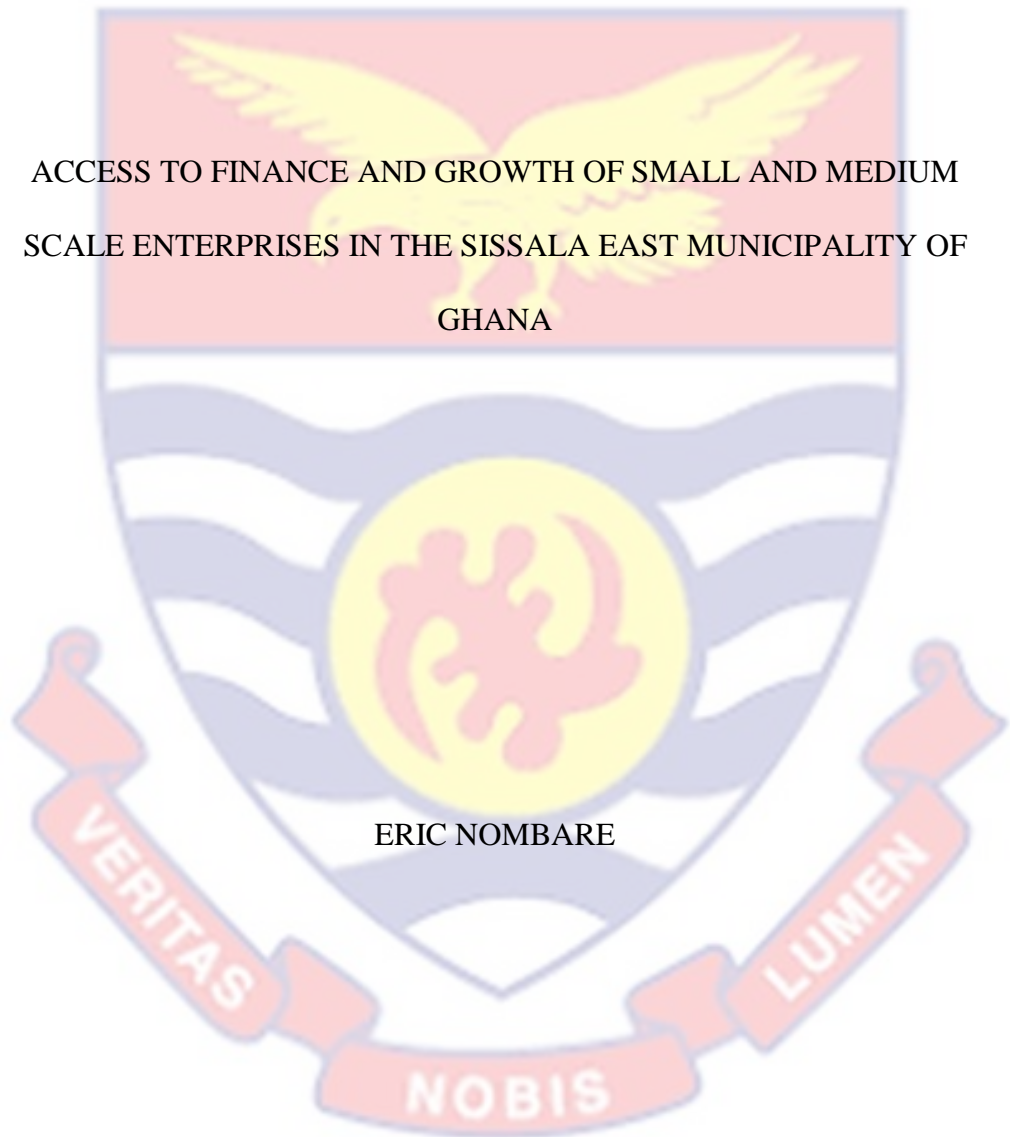 ACCESS TO FINANCE AND GROWTH OF SMALL AND MEDIUM
SCALE ENTERPRISES IN THE SISSALA EAST MUNICIPALITY OF
GHANA
ERIC NOMBARE
VERITAS
NOBIS
LUMEN